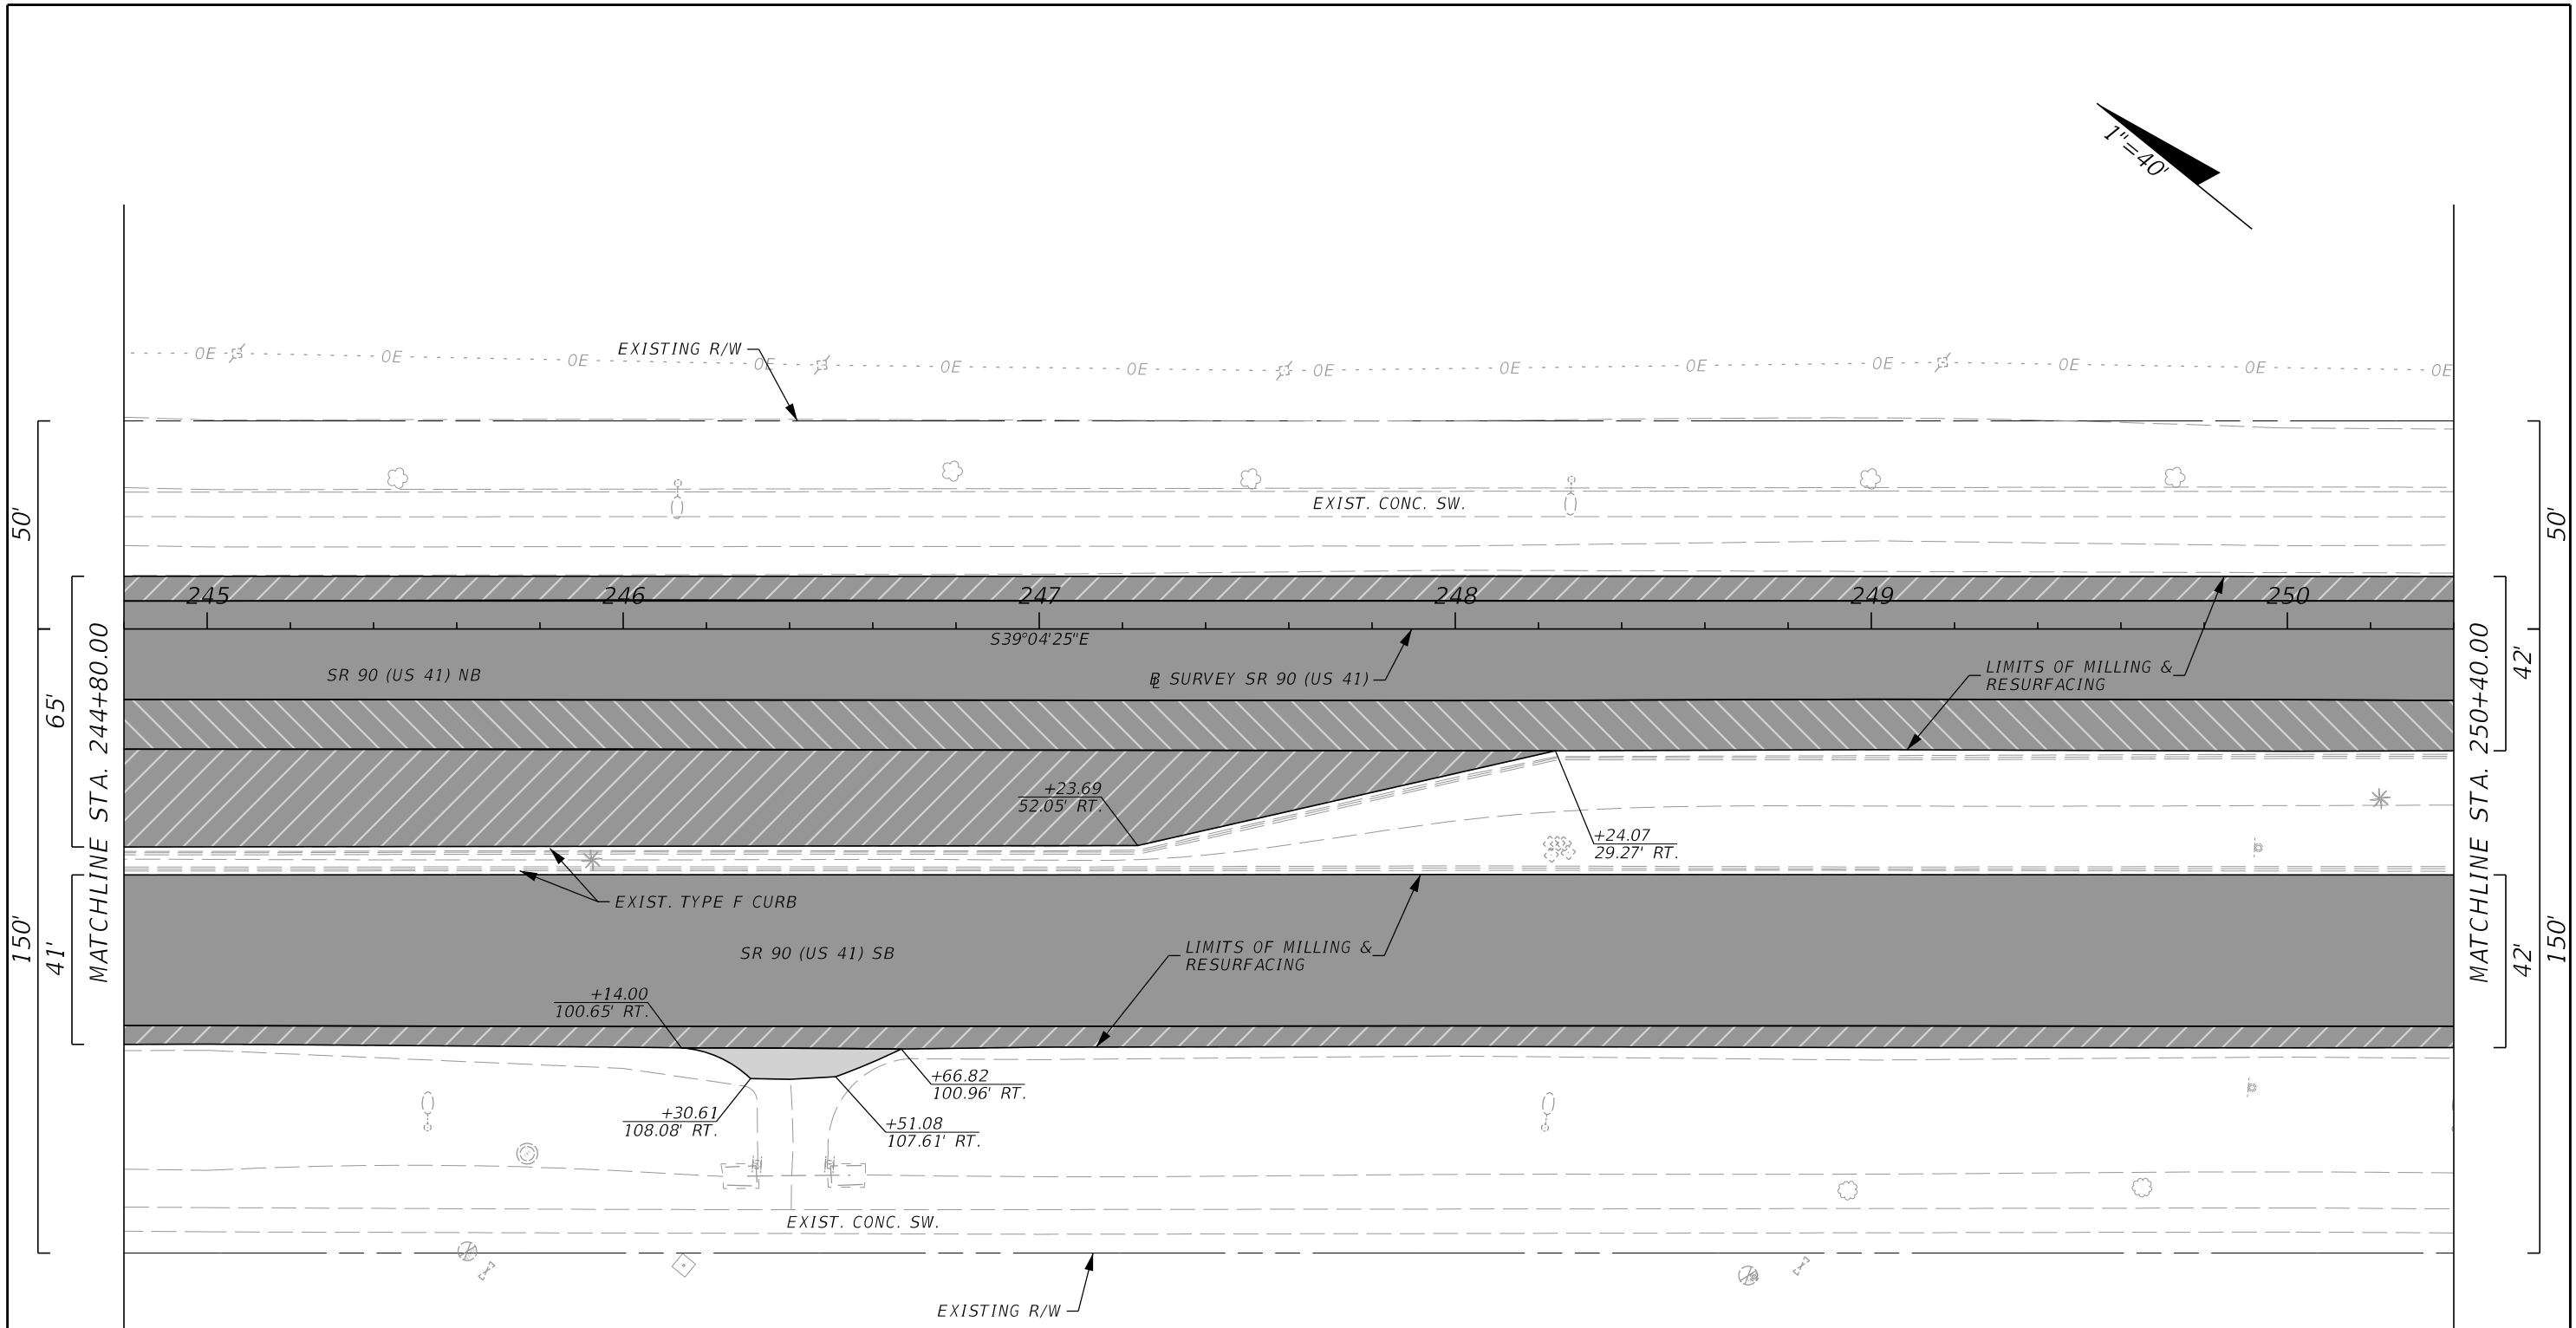 1"=40'
EXISTING R/W
OE OE OE OE OE OE OE OE OE OE OE OE OE
EXIST. CONC. SW.
50'
50'
245 246 247 248 249 250
S39°04'25"E
SR 90 (US 41) NB
BL SURVEY SR 90 (US 41)
LIMITS OF MILLING &
RESURFACING
65'
42'
MATCHLINE STA. 244+80.00
MATCHLINE STA. 250+40.00
+23.69
52.05' RT.
+24.07
29.27' RT.
EXIST. TYPE F CURB
150'
41'
42'
150'
SR 90 (US 41) SB
LIMITS OF MILLING &
RESURFACING
+14.00
100.65' RT.
+66.82
100.96' RT.
+30.61
108.08' RT.
+51.08
107.61' RT.
EXIST. CONC. SW.
EXISTING R/W